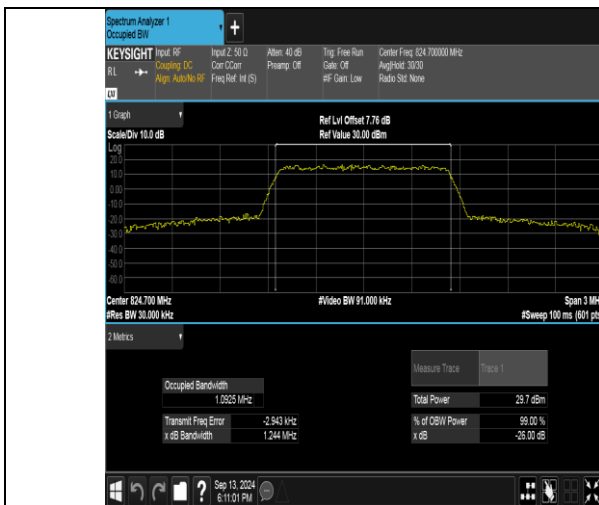 Spectrum Analyzer 1
Occupied BW
+
KEYSIGHT
RL
Input: RF
Coupling: DC
Align: Auto/No RF
Input Z: 50 Ω
Corr CCorr
Freq Ref: Int (S)
Atten: 40 dB
Preamp: Off
Trig: Free Run
Gate: Off
#IF Gain: Low
Center Freq: 824.700000 MHz
Avg|Hold: 30/30
Radio Std: None
1 Graph
Scale/Div 10.0 dB
Ref Lvl Offset 7.76 dB
Ref Value 30.00 dBm
Log
20.0
10.0
0.00
-10.0
-20.0
-30.0
-40.0
-50.0
-60.0
Center 824.700 MHz
#Res BW 30.000 kHz
#Video BW 91.000 kHz
Span 3 MH
#Sweep 100 ms (601 pts
2 Metrics
Measure Trace
Trace 1
Occupied Bandwidth
1.0925 MHz
Total Power 29.7 dBm
Transmit Freq Error -2.943 kHz
% of OBW Power 99.00 %
x dB Bandwidth 1.244 MHz
x dB -26.00 dB
?
Sep 13, 2024
6:11:01 PM